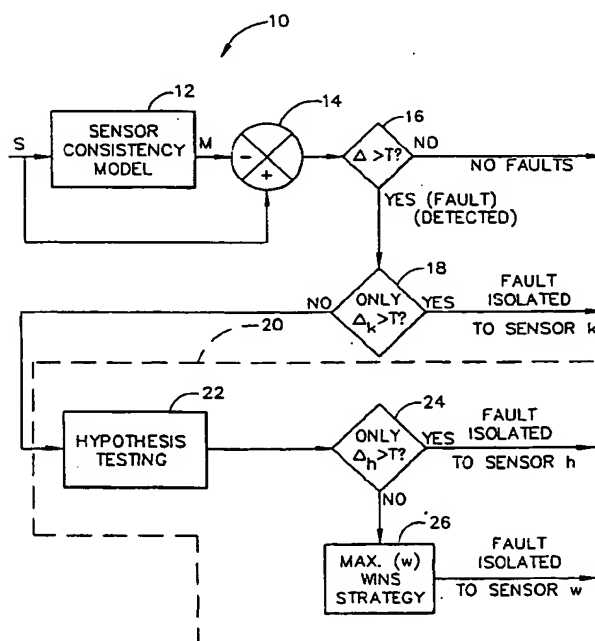 10
12
14
16
SENSOR
CONSISTENCY
MODEL
S
M
-
+
Δ >T?
NO
NO FAULTS
YES (FAULT)
(DETECTED)
18
ONLY
Δk>T?
NO
YES
FAULT
ISOLATED
TO SENSOR k
20
22
24
HYPOTHESIS
TESTING
ONLY
Δh>T?
YES
FAULT
ISOLATED
TO SENSOR h
NO
26
MAX. (w)
WINS
STRATEGY
FAULT
ISOLATED
TO SENSOR w